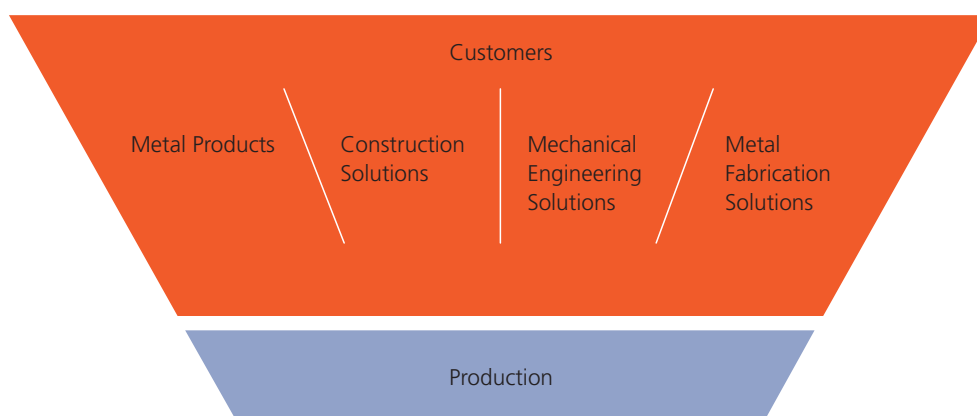 Customers
Metal Products
Construction
Solutions
Mechanical
Engineering
Solutions
Metal
Fabrication
Solutions
Production